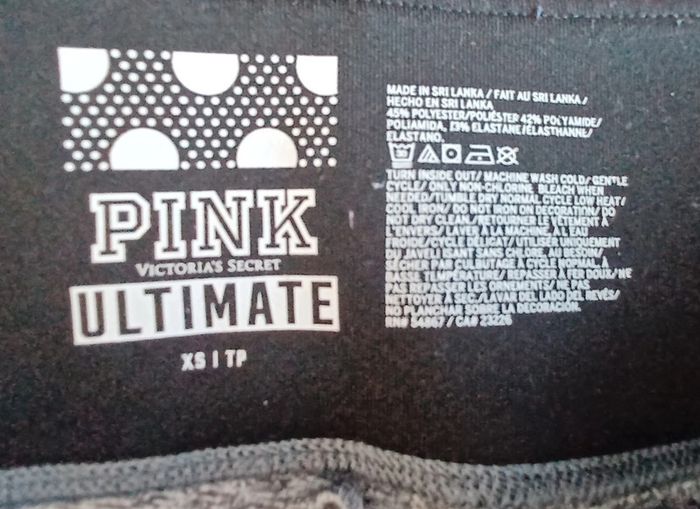 PINK
VICTORIA'S SECRET
ULTIMATE
XS | TP
MADE IN SRI LANKA / FAIT AU SRI LANKA /
HECHO EN SRI LANKA
45% POLYESTER/POLIÉSTER 42% POLYAMIDE/
POLIAMIDA, 13% ELASTANE/ÉLASTHANNE/
ELASTANO.
TURN INSIDE OUT/ MACHINE WASH COLD/ GENTLE
CYCLE/ ONLY NON-CHLORINE BLEACH WHEN
NEEDED/TUMBLE DRY NORMAL CYCLE LOW HEAT/
COOL IRON/ DO NOT IRON ON DECORATION/ DO
NOT DRY CLEAN/ RETOURNER VÊTEMENT À
L'ENVERS/ LAVER À LA MACHINE, À L'EAU
FROIDE/CYCLE DÉLICAT/ UTILISER UNIQUEMENT
DU JAVELLISANT SANS CHLORE, AU BESOIN/
SÉCHER PAR CULBUTAGE À CYCLE NORMAL, À
TEMPÉRATURE/ REPASSER À FER DOUX/ NE
PAS REPASSER LES ORNEMENTS/ NE PAS
NETTOYER À SEC./LAVAR DEL LADO DEL REVÉS/
NO PLANCHAR SOBRE LA DECORACIÓN.
RN# 54867 / CA# 23226